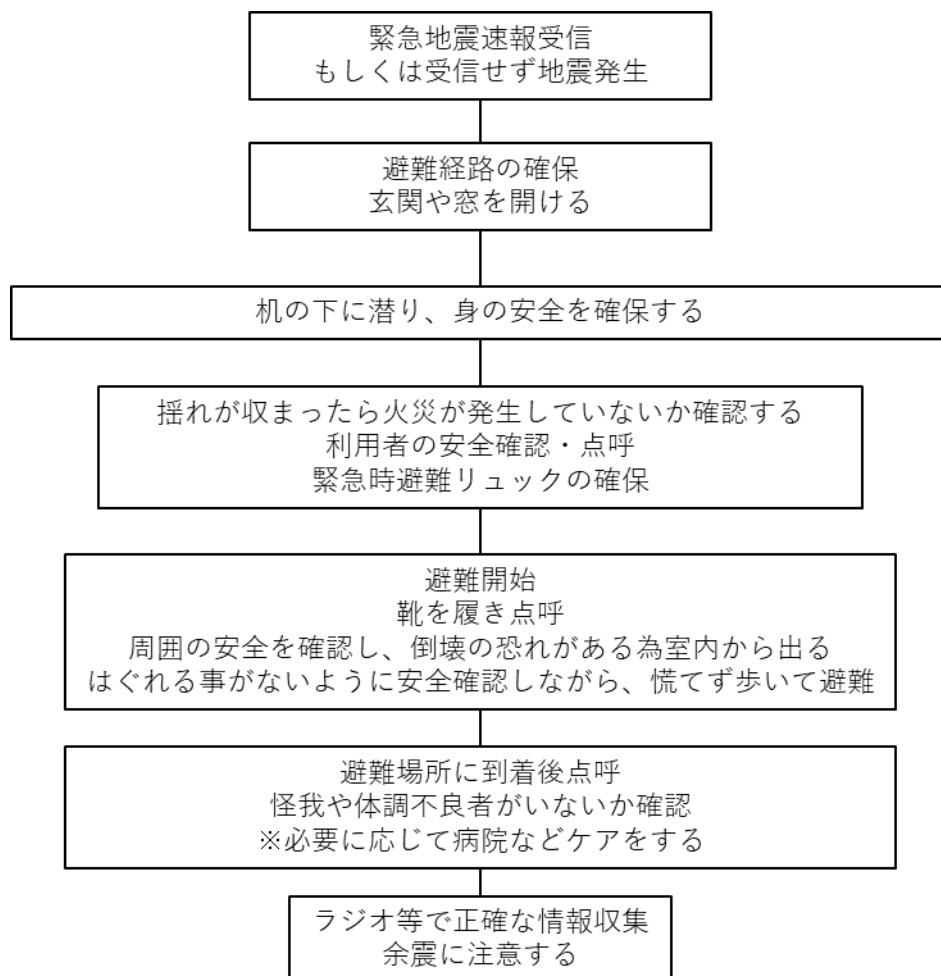 緊急地震速報受信
もしくは受信せず地震発生
避難経路の確保
玄関や窓を開ける
机の下に潜り、身の安全を確保する
揺れが収まったら火災が発生していないか確認する
利用者の安全確認・点呼
緊急時避難リュックの確保
避難開始
靴を履き点呼
周囲の安全を確認し、倒壊の恐れがある為室内から出る
はぐれる事がないように安全確認しながら、慌てず歩いて避難
避難場所に到着後点呼
怪我や体調不良者がいないか確認
※必要に応じて病院などケアをする
ラジオ等で正確な情報収集
余震に注意する